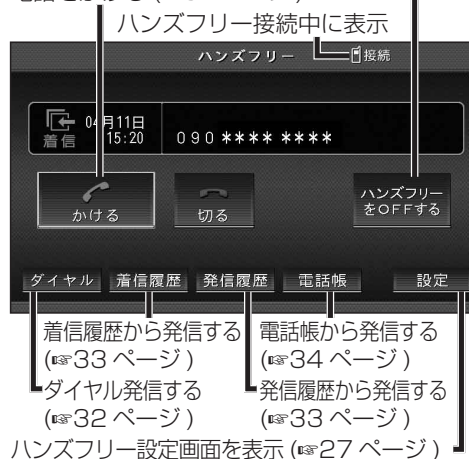 ハンズフリー接続中に表示
ハンズフリー
接続
04月11日
着信 15:20 090 **** ****
かける
切る
ハンズフリー
をOFFする
ダイヤル 着信履歴 発信履歴 電話帳 設定
着信履歴から発信する
(☞33 ページ)
電話帳から発信する
(☞34 ページ)
ダイヤル発信する
(☞32 ページ)
発信履歴から発信する
(☞33 ページ)
ハンズフリー設定画面を表示 (☞27 ページ)